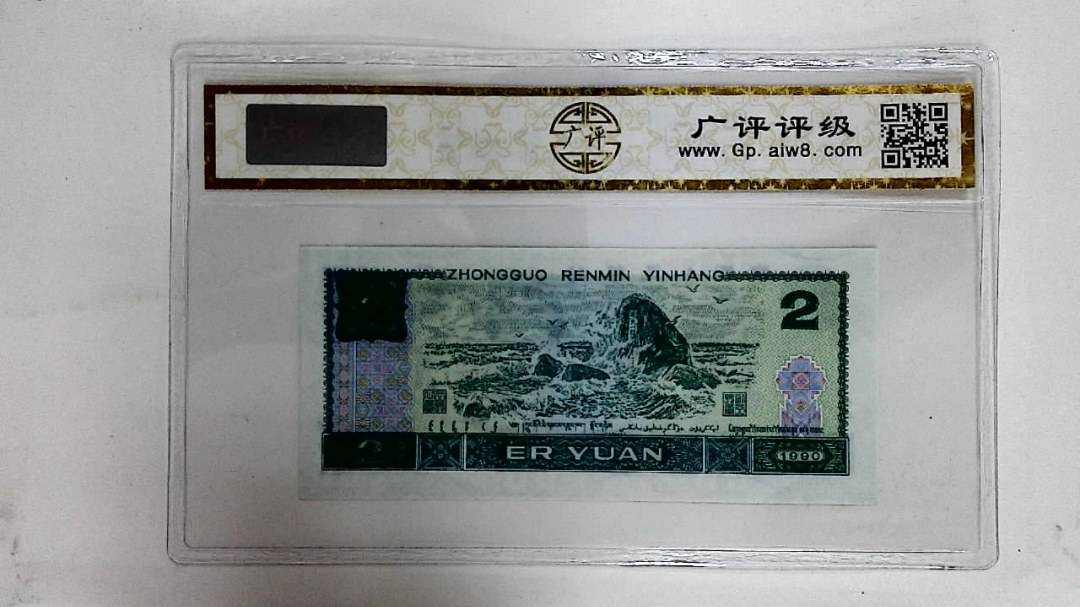 广评
广评评级
www.Gp.aiw8.com
ZHONGGUO RENMIN YINHANG
2
ER YUAN
1990